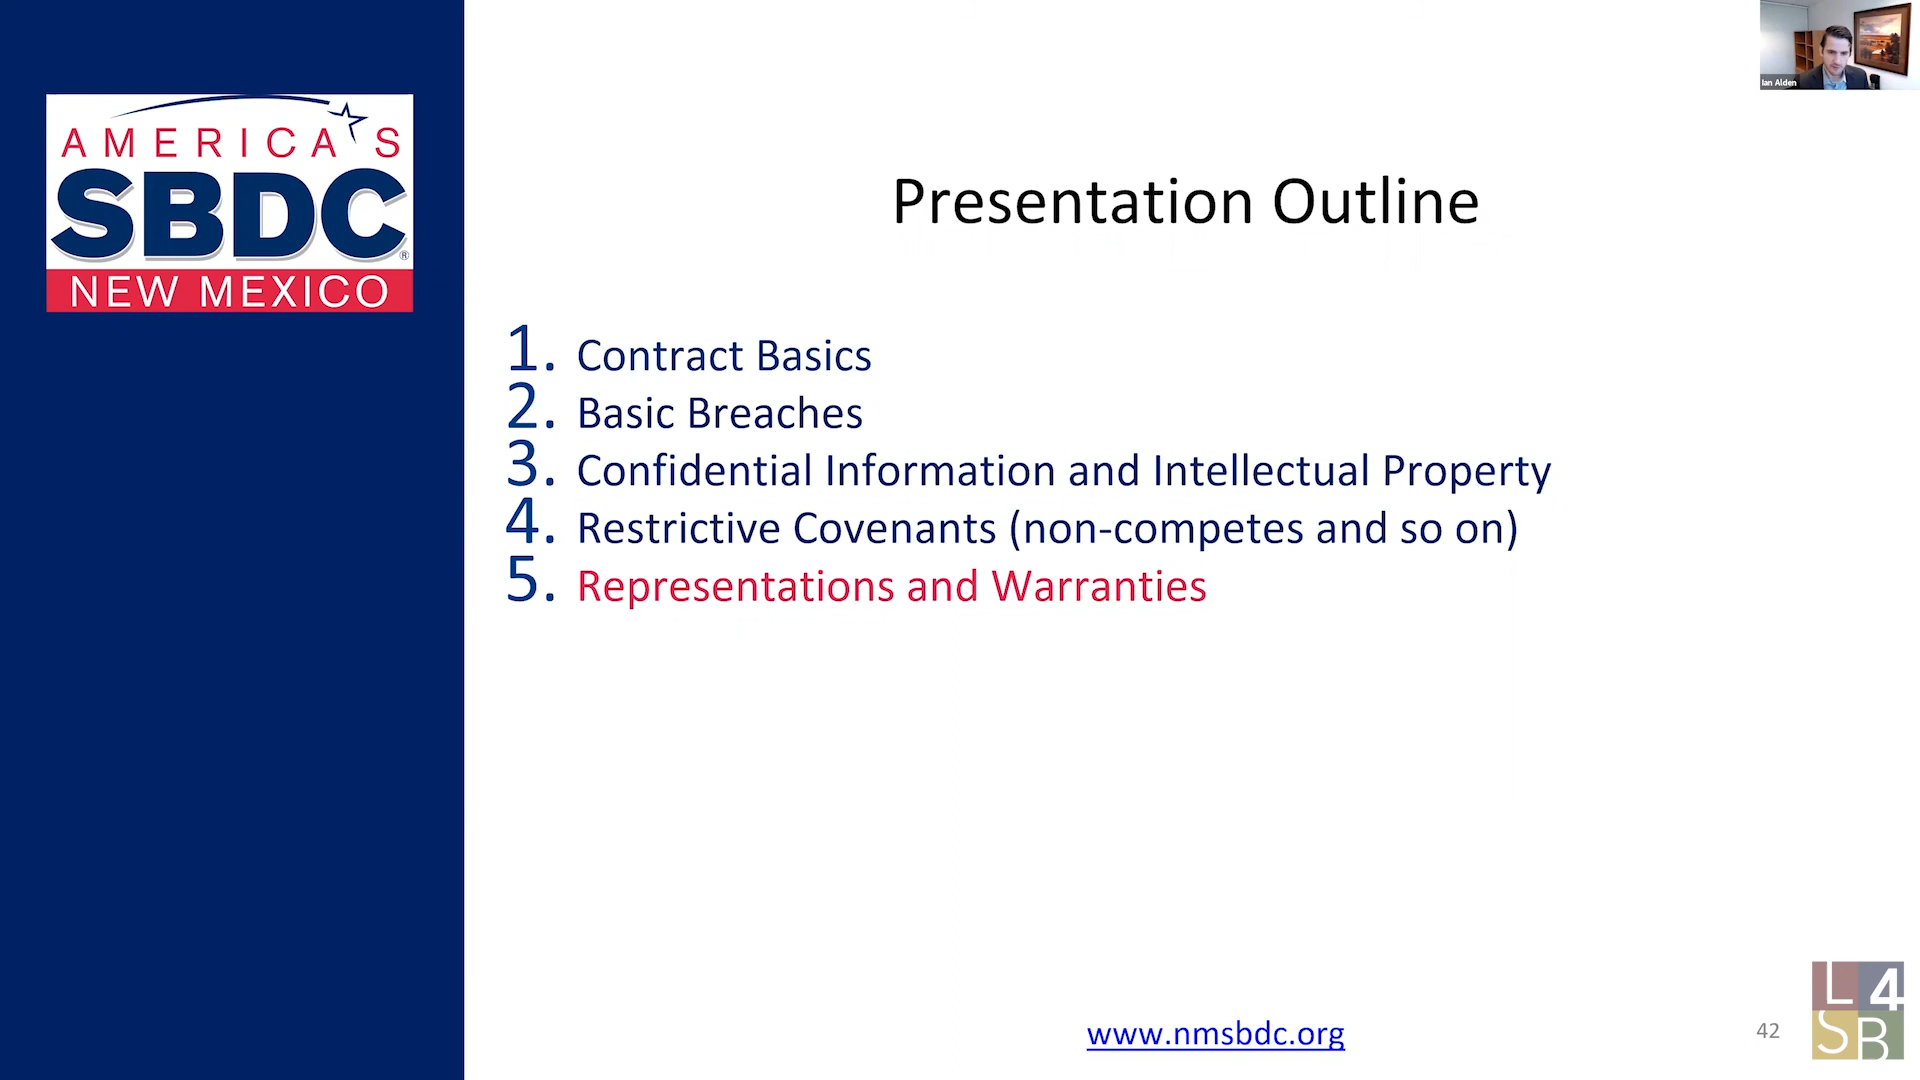 AMERICA'S
SBDC®
NEW MEXICO
Ian Alden
Presentation Outline
1. Contract Basics
2. Basic Breaches
3. Confidential Information and Intellectual Property
4. Restrictive Covenants (non-competes and so on)
5. Representations and Warranties
www.nmsbdc.org
42
L4
SB